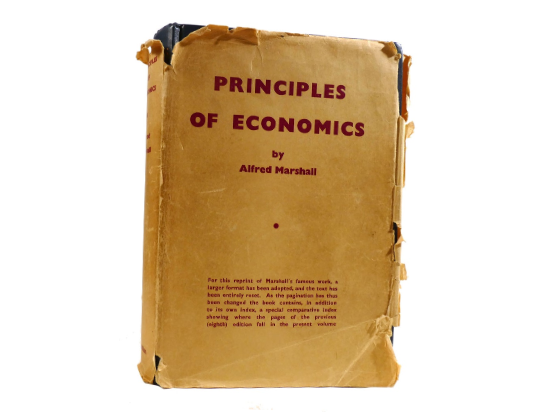 PRINCIPLES
OF ECONOMICS
by
Alfred Marshall
For this reprint of Marshall's famous work, a
larger format has been adopted, and the text has
been entirely reset. As the pagination has thus
been changed the book contains, in addition
to its own index, a special comparative index
showing where the pages of the previous
(eighth) edition fall in the present volume